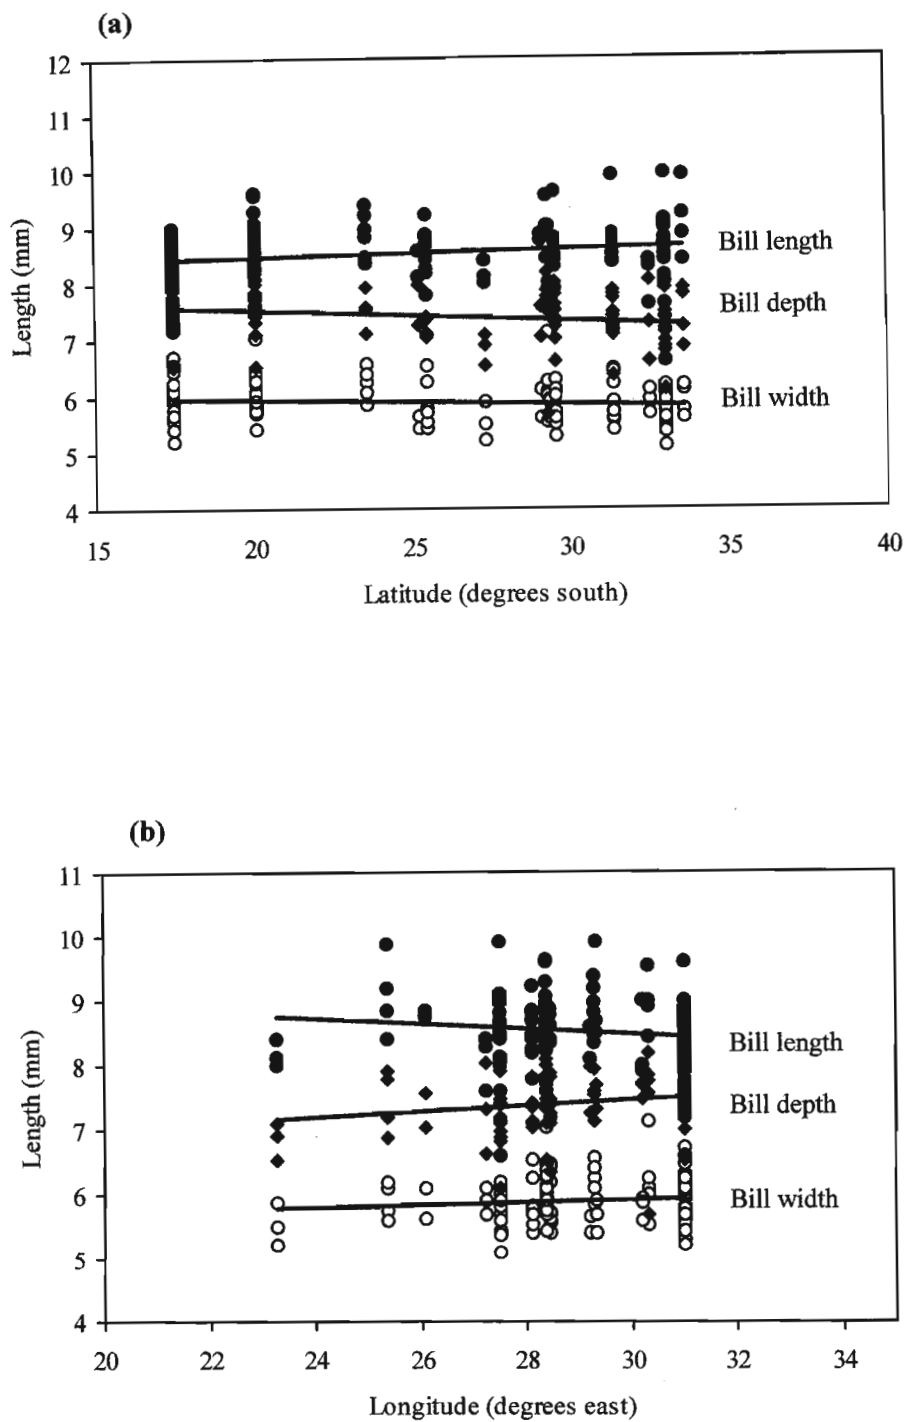 (a)
12
11
10
9
8
7
6
5
4
Length (mm)
Bill length
Bill depth
Bill width
15 20 25 30 35 40
Latitude (degrees south)
(b)
11
10
9
8
7
6
5
4
Length (mm)
Bill length
Bill depth
Bill width
20 22 24 26 28 30 32 34
Longitude (degrees east)